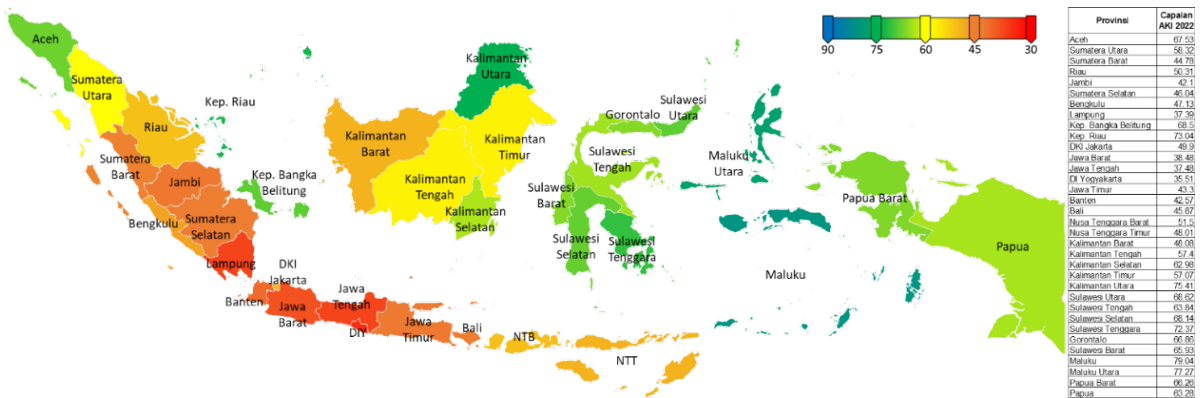 Aceh
Sumatera
Utara
Kep. Riau
Riau
Sumatera
Barat
Jambi
Kep. Bangka
Belitung
Bengkulu
Sumatera
Selatan
Lampung
DKI
Jakarta
Banten
Jawa
Barat
Jawa
Tengah
DIY
Jawa
Timur
Bali
NTB
NTT
Kalimantan
Utara
Kalimantan
Barat
Kalimantan
Timur
Kalimantan
Tengah
Kalimantan
Selatan
Gorontalo
Sulawesi
Utara
Sulawesi
Tengah
Sulawesi
Barat
Sulawesi
Selatan
Sulawesi
Tenggara
Maluku
Utara
Maluku
Papua Barat
Papua
90 75 60 45 30
Provinsi Capaian AKI 2022
Aceh 67.53
Sumatera Utara 58.32
Sumatera Barat 44.78
Riau 50.31
Jambi 42.1
Sumatera Selatan 46.04
Bengkulu 47.13
Lampung 37.39
Kep. Bangka Belitung 68.5
Kep. Riau 73.04
DKI Jakarta 49.9
Jawa Barat 38.48
Jawa Tengah 37.48
DI Yogyakarta 35.51
Jawa Timur 43.3
Banten 42.57
Bali 45.87
Nusa Tenggara Barat 51.5
Nusa Tenggara Timur 48.01
Kalimantan Barat 48.08
Kalimantan Tengah 57.4
Kalimantan Selatan 62.98
Kalimantan Timur 57.07
Kalimantan Utara 75.41
Sulawesi Utara 68.62
Sulawesi Tengah 63.84
Sulawesi Selatan 68.14
Sulawesi Tenggara 72.37
Gorontalo 66.86
Sulawesi Barat 65.93
Maluku 79.04
Maluku Utara 77.27
Papua Barat 66.26
Papua 63.28